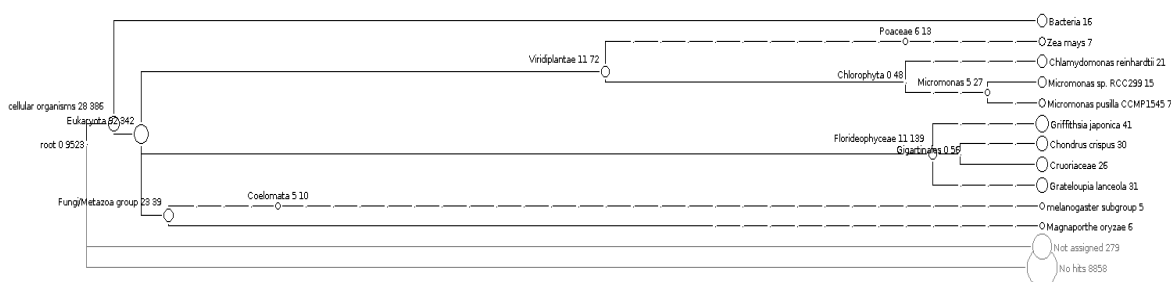 Bacteria 16
Poaceae 6 13
Zea mays 7
Viridiplantae 11 72
Chlamydomonas reinhardtii 21
Chlorophyta 0 48
Micromonas 5 27
Micromonas sp. RCC299 15
cellular organisms 28 386
Micromonas pusilla CCMP1545 7
Eukaryota 92 342
Griffithsia japonica 41
Florideophyceae 11 139
root 0 9523
Chondrus crispus 30
Gigartinales 0 56
Cruoriaceae 26
Grateloupia lanceola 31
Coelomata 5 10
Fungi/Metazoa group 23 39
melanogaster subgroup 5
Magnaporthe oryzae 6
Not assigned 279
No hits 8858